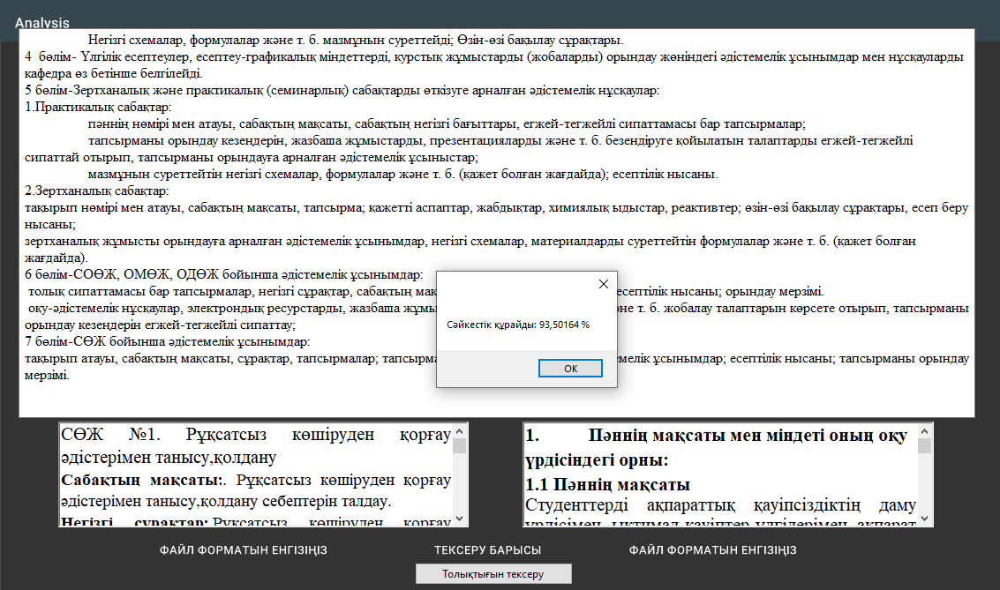 Analysis
Негізгі схемалар, формулалар және т. б. мазмұнын суреттейді; Өзін-өзі бақылау сұрақтары.
4 бөлім- Үлгілік есептеулер, есептеу-графикалық міндеттерді, курстық жұмыстарды (жобаларды) орындау жөніндегі әдістемелік ұсынымдар мен нұсқауларды
кафедра өз бетінше белгілейді.
5 бөлім-Зертханалық және практикалық (семинарлық) сабақтарды өткізуге арналған әдістемелік нұсқаулар:
1.Практикалық сабақтар:
пәннің нөмірі мен атауы, сабақтың мақсаты, сабақтың негізгі бағыттары, егжей-тегжейлі сипаттамасы бар тапсырмалар;
тапсырманы орындау кезеңдерін, жазбаша жұмыстарды, презентацияларды және т. б. безендіруге қойылатын талаптарды егжей-тегжейлі
сипаттай отырып, тапсырманы орындауға арналған әдістемелік ұсыныстар;
мазмұнын суреттейтін негізгі схемалар, формулалар және т. б. (қажет болған жағдайда); есептілік нысаны.
2.Зертханалық сабақтар:
тақырып нөмірі мен атауы, сабақтың мақсаты, тапсырма; қажетті аспаптар, жабдықтар, химиялық ыдыстар, реактивтер; өзін-өзі бақылау сұрақтары, есеп беру
нысаны;
зертханалық жұмысты орындауға арналған әдістемелік ұсынымдар, негізгі схемалар, материалдарды суреттейтін формулалар және т. б. (қажет болған
жағдайда).
6 бөлім-СОӨЖ, ОМӨЖ, ОДӨЖ бойынша әдістемелік ұсынымдар:
толық сипаттамасы бар тапсырмалар, негізгі сұрақтар, сабақтың есептілік нысаны; орындау мерзімі.
оқу-әдістемелік нұсқаулар, электрондық ресурстарды, жазбаша т. б. жобалау талаптарын көрсете отырып, тапсырманы
орындау кезеңдерін егжей-тегжейлі сипаттау;
7 бөлім-СӨЖ бойынша әдістемелік ұсынымдар:
тақырып атауы, сабақтың мақсаты, сұрақтар, тапсырмалар; ұсынымдар; есептілік нысаны; тапсырманы орындау
мерзімі.
Сәйкестік құрайды: 93,50164 %
OK
СӨЖ №1. Рұқсатсыз көшіруден қорғау
әдістерімен танысу,қолдану
Сабақтың мақсаты:. Рұқсатсыз көшіруден қорғау
әдістерімен танысу,қолдану себептерін талдау.
Негізгі сұрақтар: Рұқсатсыз көшіруден қорғау
1. Пәннің мақсаты мен міндеті оның оқу
үрдісіндегі орны:
1.1 Пәннің мақсаты
Студенттерді ақпараттық қауіпсіздіктің даму
үрдісімен, ықтимал қауіптер үлгілерімен, ақпарат
ФАЙЛ ФОРМАТЫН ЕНГІЗІҢІЗ
ТЕКСЕРУ БАРЫСЫ
ФАЙЛ ФОРМАТЫН ЕНГІЗІҢІЗ
Толықтығын тексеру